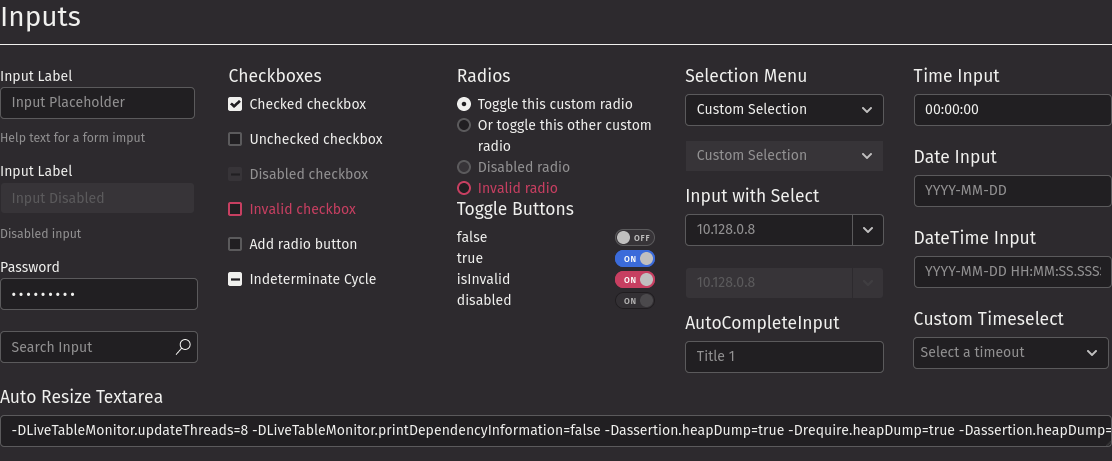 Inputs
Input Label
Input Placeholder
Help text for a form imput
Input Label
Input Disabled
Disabled input
Password
•••••••••
Search Input
Checkboxes
Checked checkbox
Unchecked checkbox
Disabled checkbox
Invalid checkbox
Add radio button
Indeterminate Cycle
Radios
Toggle this custom radio
Or toggle this other custom
radio
Disabled radio
Invalid radio
Toggle Buttons
false OFF
true ON
isInvalid ON
disabled ON
Selection Menu
Custom Selection
Custom Selection
Input with Select
10.128.0.8
10.128.0.8
AutoCompleteInput
Title 1
Time Input
00:00:00
Date Input
YYYY-MM-DD
DateTime Input
YYYY-MM-DD HH:MM:SS.SSS
Custom Timeselect
Select a timeout
Auto Resize Textarea
-DLiveTableMonitor.updateThreads=8 -DLiveTableMonitor.printDependencyInformation=false -Dassertion.heapDump=true -Drequire.heapDump=true -Dassertion.heapDump=